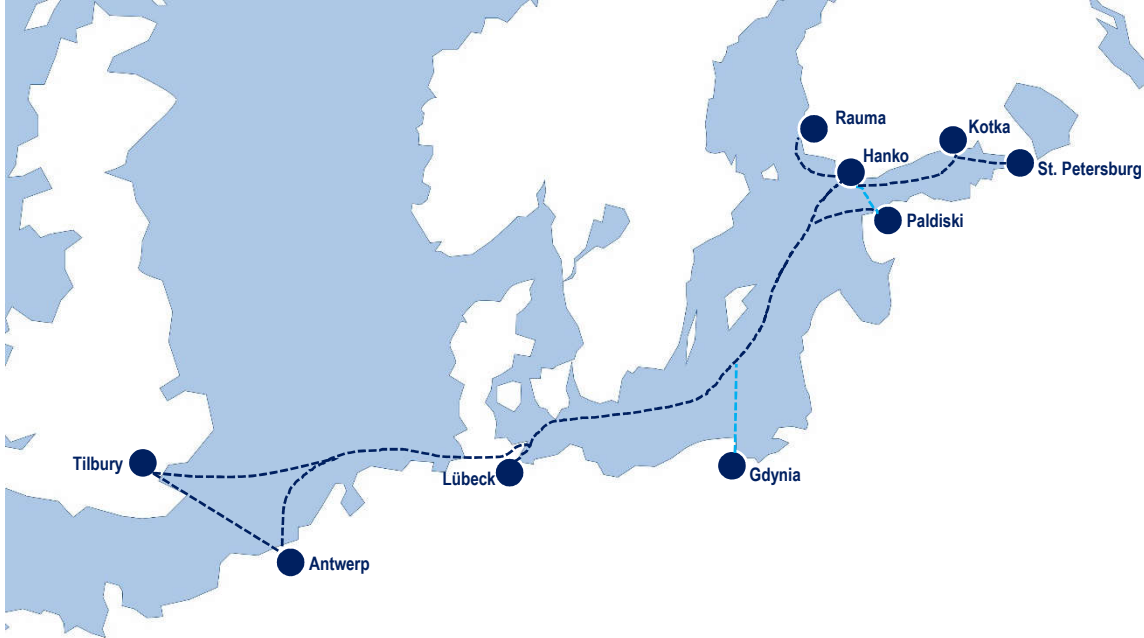 Rauma
Kotka
Hanko
St. Petersburg
Paldiski
Tilbury
Lübeck
Gdynia
Antwerp